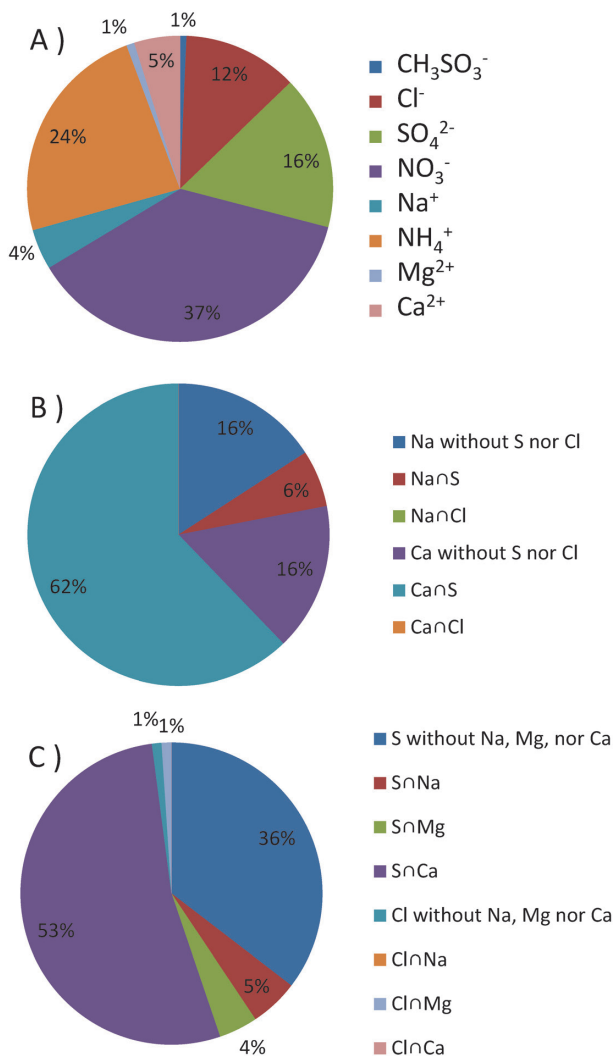 A )
1%
1%
5%
12%
24%
16%
4%
37%
CH₃SO₃⁻
Cl⁻
SO₄²⁻
NO₃⁻
Na⁺
NH₄⁺
Mg²⁺
Ca²⁺
B )
16%
6%
16%
62%
Na without S nor Cl
Na∩S
Na∩Cl
Ca without S nor Cl
Ca∩S
Ca∩Cl
C )
1%
1%
36%
53%
5%
4%
S without Na, Mg, nor Ca
S∩Na
S∩Mg
S∩Ca
Cl without Na, Mg nor Ca
Cl∩Na
Cl∩Mg
Cl∩Ca